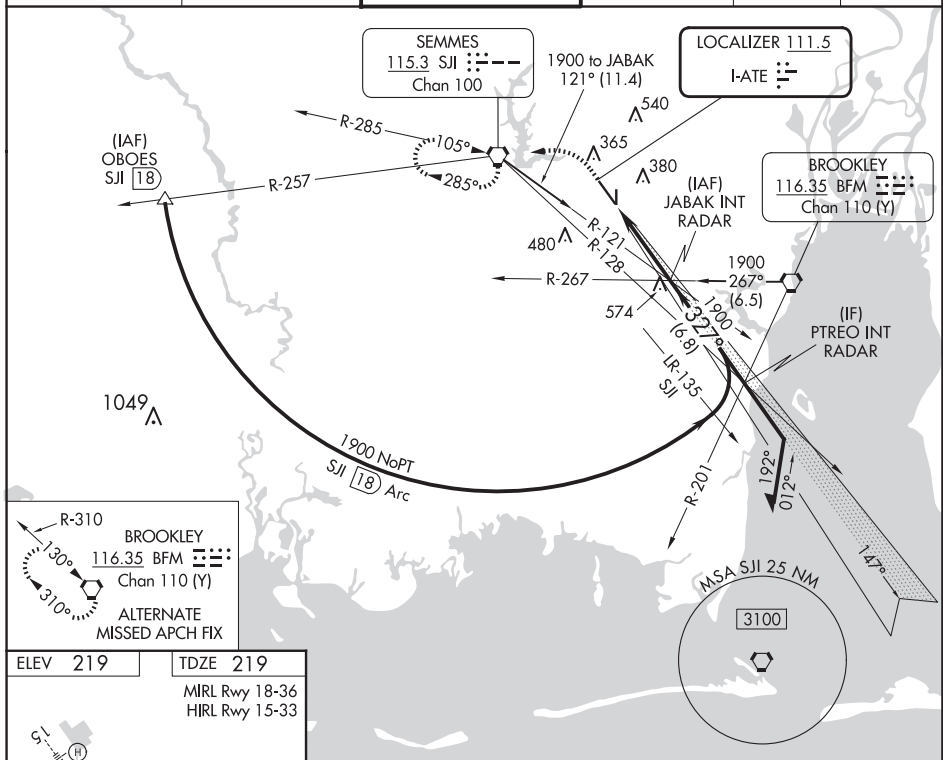 SEMMES
115.3 SJI
Chan 100
1900 to JABAK
121° (11.4)
LOCALIZER 111.5
I-ATE
540
365
380
R-285
105°
285°
(IAF)
OBOES
SJI 18
R-257
(IAF)
JABAK INT
RADAR
BROOKLEY
116.35 BFM
Chan 110 (Y)
R-121
R-128
480
R-267
1900
267°
(6.5)
574
1900
327°
(6.8)
(IF)
PTREO INT
RADAR
LR-135
SJI
1049
1900 NoPT
SJI 18 Arc
R-201
192°
012°
147°
R-310
130°
310°
BROOKLEY
116.35 BFM
Chan 110 (Y)
ALTERNATE
MISSED APCH FIX
MSA SJI 25 NM
3100
ELEV 219
TDZE 219
MIRL Rwy 18-36
HIRL Rwy 15-33
15
H